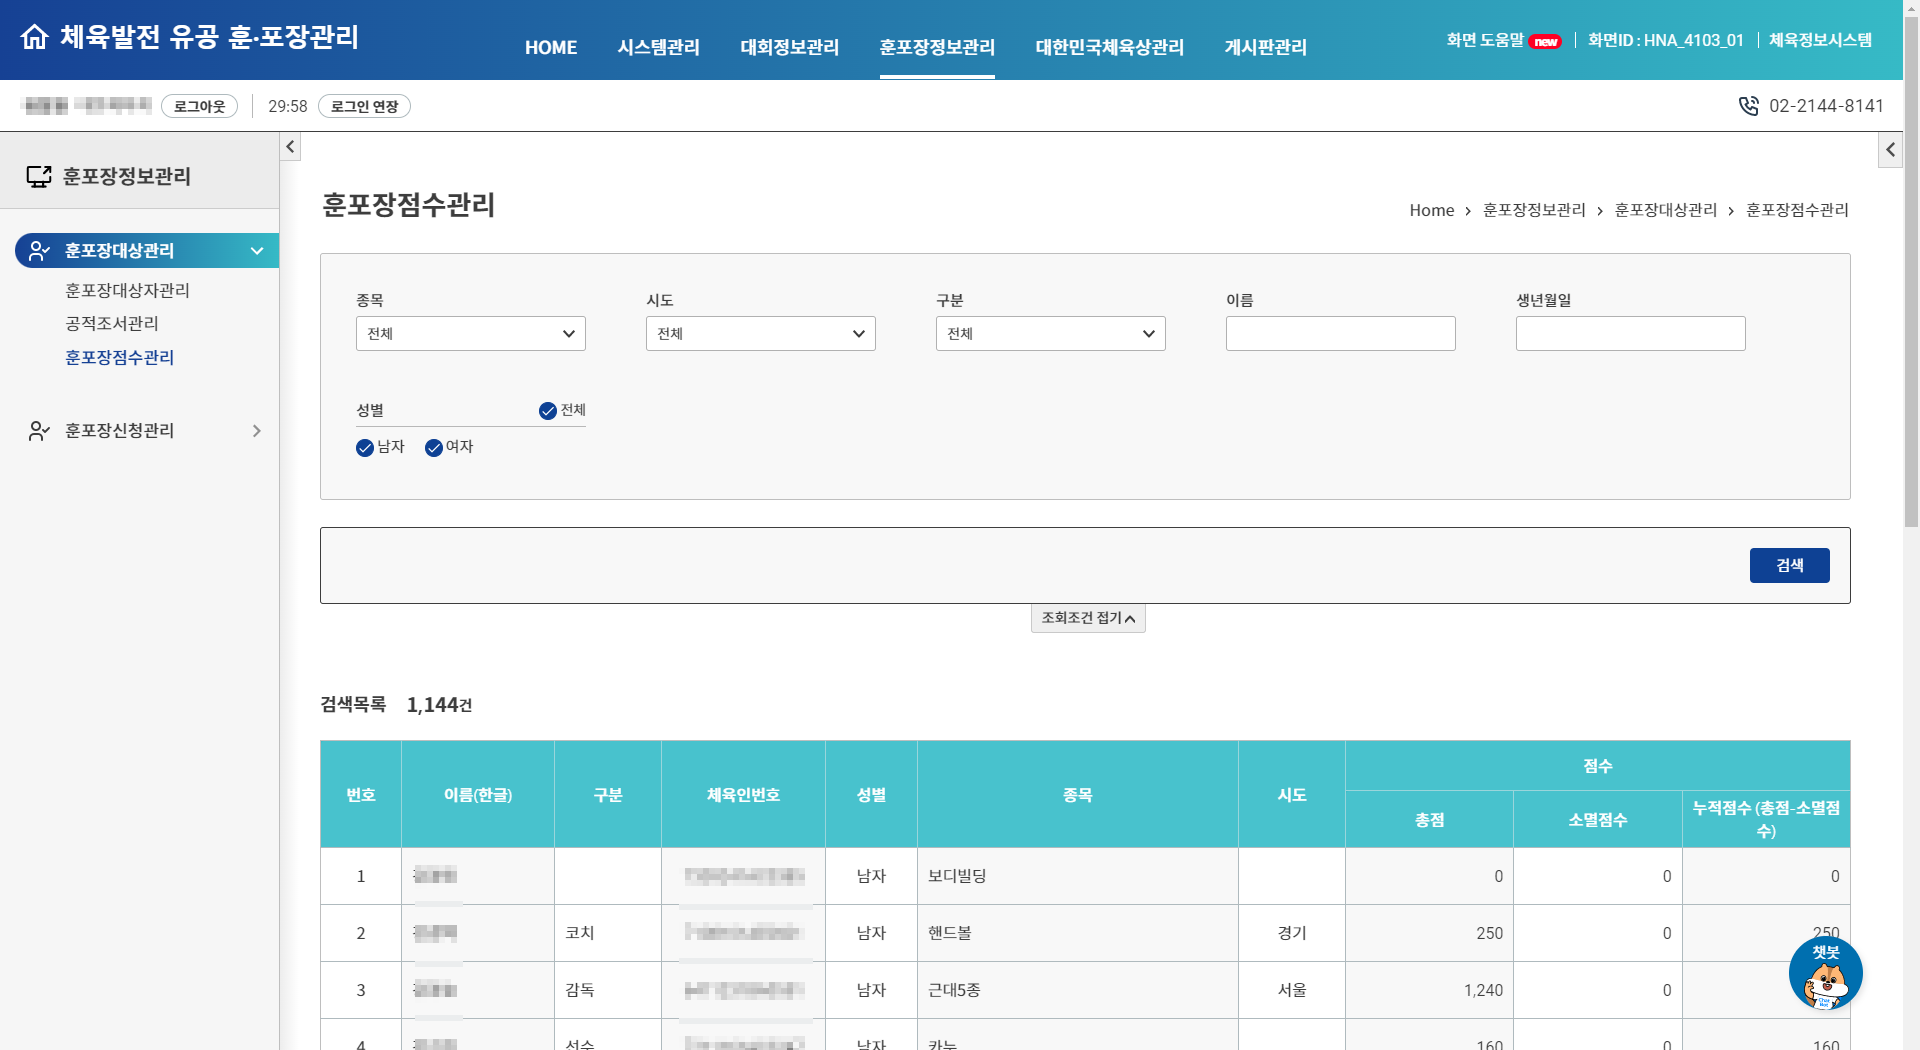 체육발전 유공 훈·포장관리
HOME 시스템관리 대회정보관리 훈포장정보관리 대한민국체육상관리 게시판관리
화면 도움말 new 화면ID : HNA_4103_01 체육정보시스템
로그아웃 29:58 로그인 연장
02-2144-8141
훈포장정보관리
훈포장대상관리
훈포장대상자관리
공적조서관리
훈포장점수관리
훈포장신청관리
훈포장점수관리
Home > 훈포장정보관리 > 훈포장대상관리 > 훈포장점수관리
종목 시도 구분 이름 생년월일
전체 전체 전체
성별 전체
남자 여자
검색
조회조건 접기
검색목록 1,144건
번호 이름(한글) 구분 체육인번호 성별 종목 시도 점수
총점 소멸점수 누적점수 (총점-소멸점수)
1 남자 보디빌딩 0 0 0
2 코치 남자 핸드볼 경기 250 0 250
3 감독 남자 근대5종 서울 1,240 0
4 선수 남자 카누 160 0 160
챗봇
Chat Bot